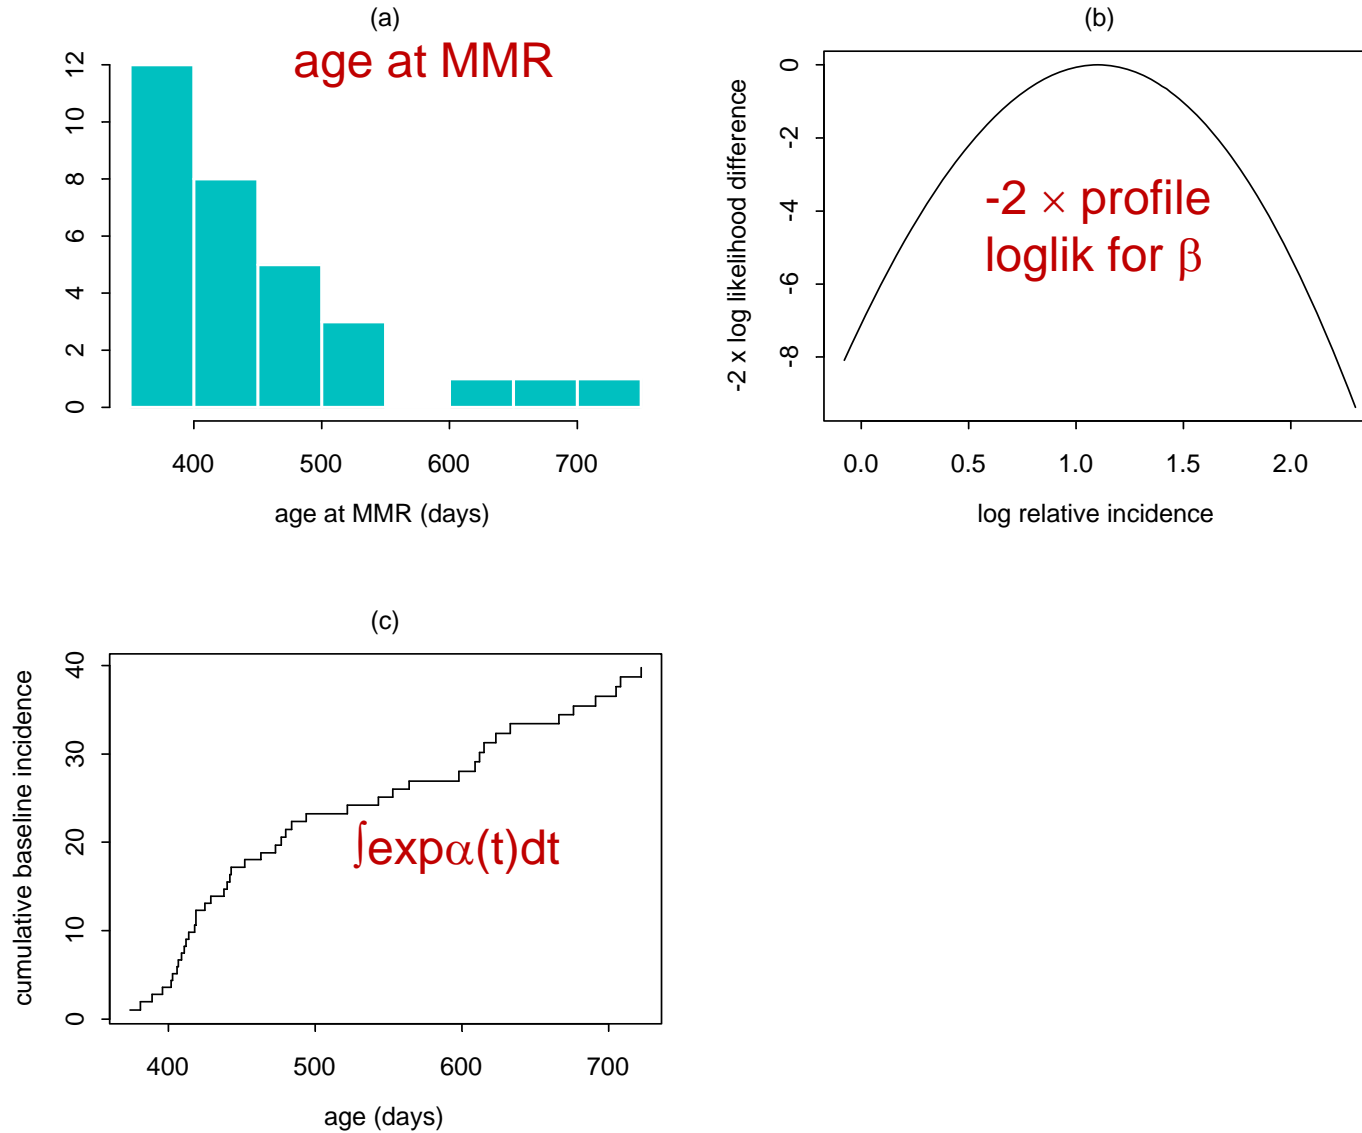 (a)
age at MMR
12
10
8
6
4
2
0
400 500 600 700
age at MMR (days)
(b)
-2 x log likelihood difference
0
-2
-4
-6
-8
-2 × profile
loglik for β
0.0 0.5 1.0 1.5 2.0
log relative incidence
(c)
cumulative baseline incidence
40
30
20
10
0
∫expα(t)dt
400 500 600 700
age (days)